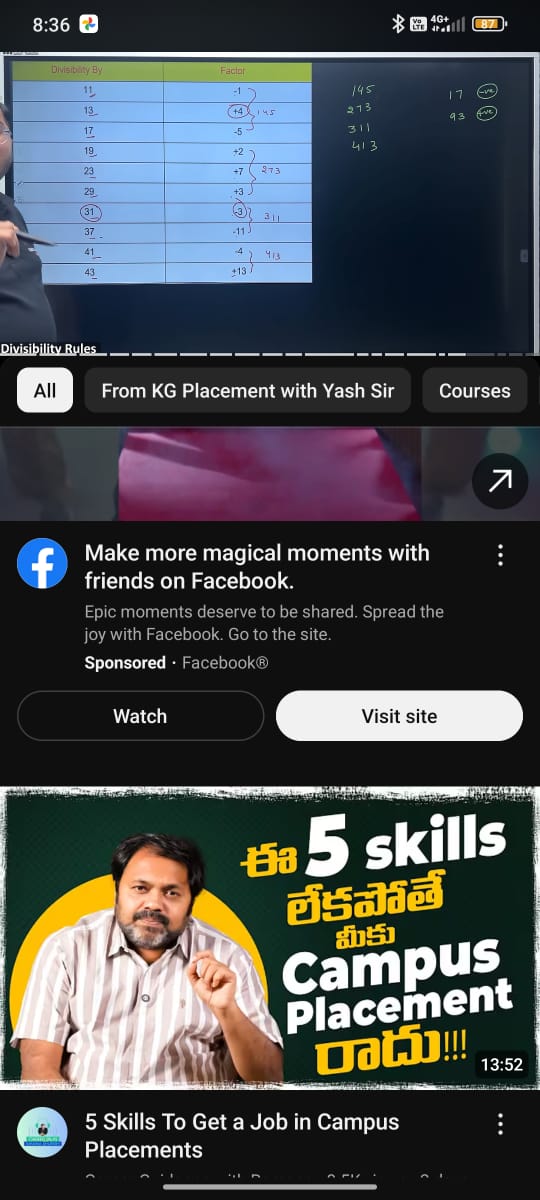 8:36
Vo LTE
4G+
87
Divisibility By Factor
11 -1
13 +4 145
17 -5
19 +2
23 +7 273
29 +3
31 -3 311
37 -11
41 -4 413
43 +13
145
273
311
413
17 -ve
93 +ve
Divisibility Rules
All
From KG Placement with Yash Sir
Courses
Make more magical moments with
friends on Facebook.
Epic moments deserve to be shared. Spread the
joy with Facebook. Go to the site.
Sponsored · Facebook®
Watch
Visit site
ఈ 5 skills
లేకపోతే
మీకు
Campus
Placement
రాదు!!!
13:52
5 Skills To Get a Job in Campus
Placements